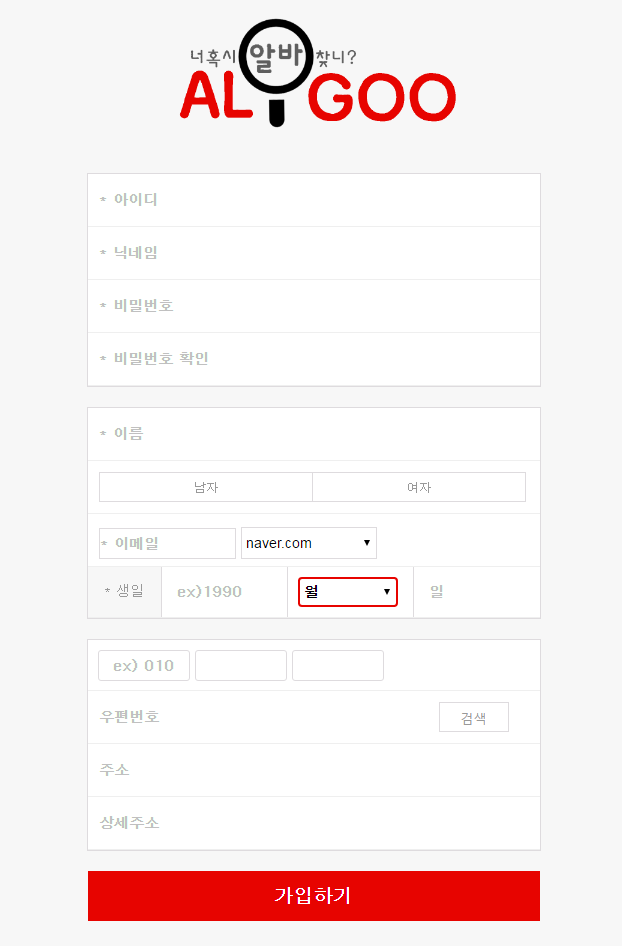 너혹시 알바 찾니?
ALGOO
* 아이디
* 닉네임
* 비밀번호
* 비밀번호 확인
* 이름
남자 여자
* 이메일 naver.com
* 생일 ex)1990 월 일
ex) 010
우편번호 검색
주소
상세주소
가입하기